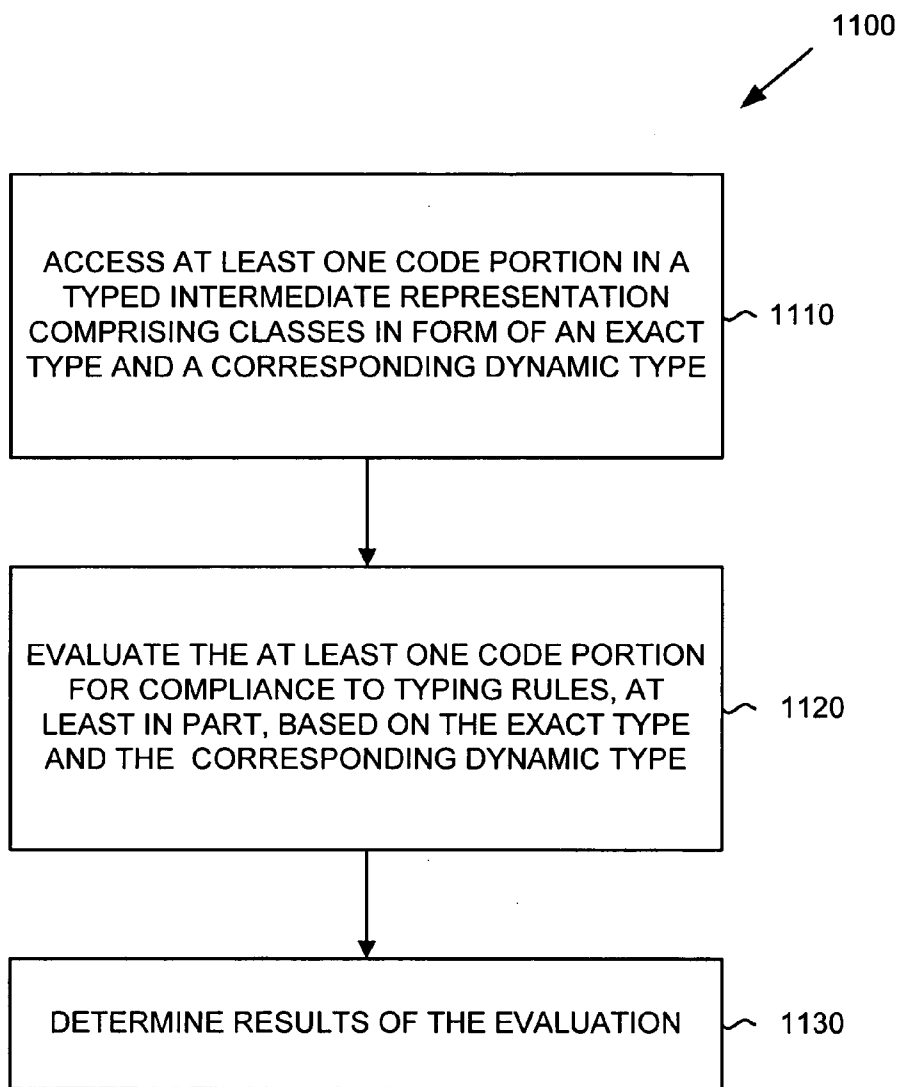 1100
ACCESS AT LEAST ONE CODE PORTION IN A
TYPED INTERMEDIATE REPRESENTATION
COMPRISING CLASSES IN FORM OF AN EXACT
TYPE AND A CORRESPONDING DYNAMIC TYPE
1110
EVALUATE THE AT LEAST ONE CODE PORTION
FOR COMPLIANCE TO TYPING RULES, AT
LEAST IN PART, BASED ON THE EXACT TYPE
AND THE CORRESPONDING DYNAMIC TYPE
1120
DETERMINE RESULTS OF THE EVALUATION
1130